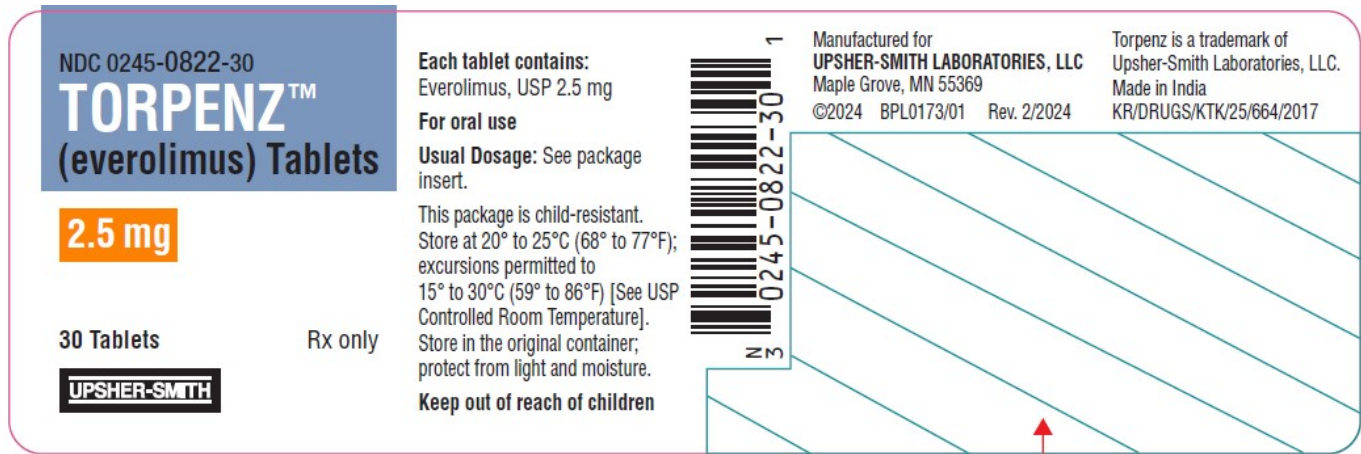 NDC 0245-0822-30
TORPENZ™
(everolimus) Tablets
2.5 mg
30 Tablets
Rx only
UPSHER-SMITH
Each tablet contains:
Everolimus, USP 2.5 mg
For oral use
Usual Dosage: See package
insert.
This package is child-resistant.
Store at 20° to 25°C (68° to 77°F);
excursions permitted to
15° to 30°C (59° to 86°F) [See USP
Controlled Room Temperature].
Store in the original container;
protect from light and moisture.
Keep out of reach of children
N
3
0245-0822-30
1
Manufactured for
UPSHER-SMITH LABORATORIES, LLC
Maple Grove, MN 55369
©2024 BPL0173/01 Rev. 2/2024
Torpenz is a trademark of
Upsher-Smith Laboratories, LLC.
Made in India
KR/DRUGS/KTK/25/664/2017